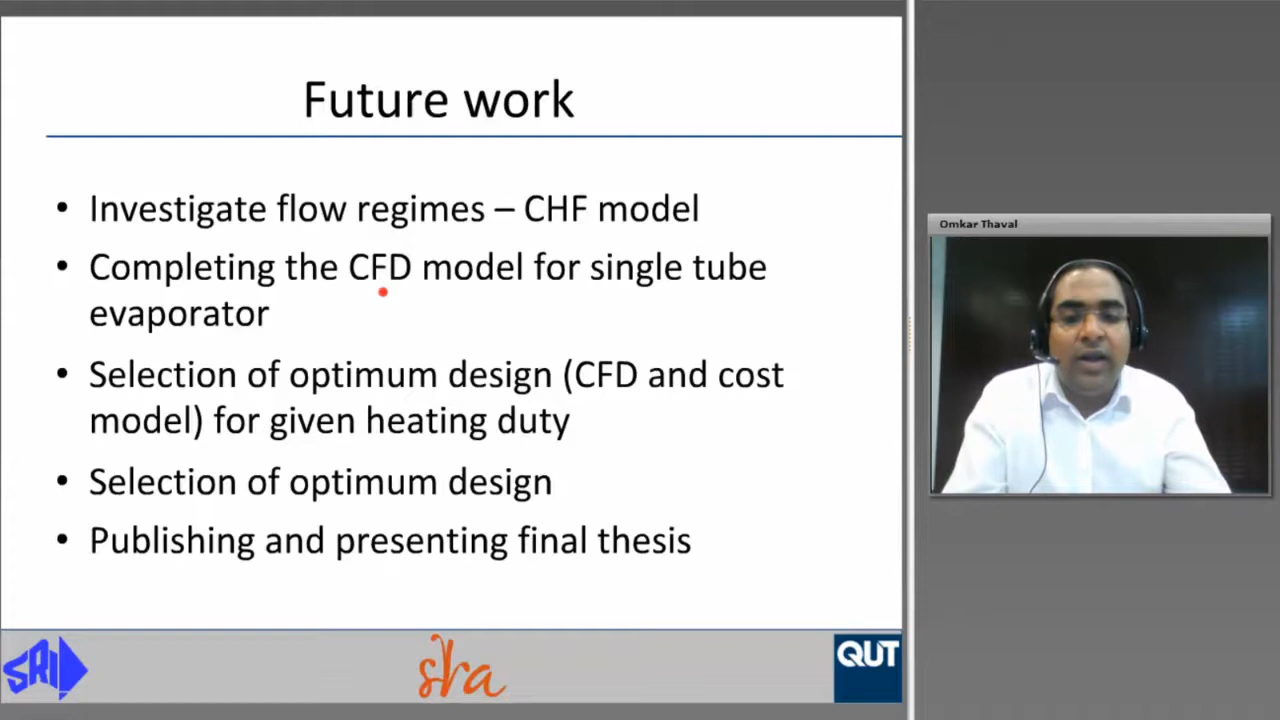 Future work
• Investigate flow regimes – CHF model
• Completing the CFD model for single tube
evaporator
• Selection of optimum design (CFD and cost
model) for given heating duty
• Selection of optimum design
• Publishing and presenting final thesis
SRI
sra
QUT
Omkar Thaval